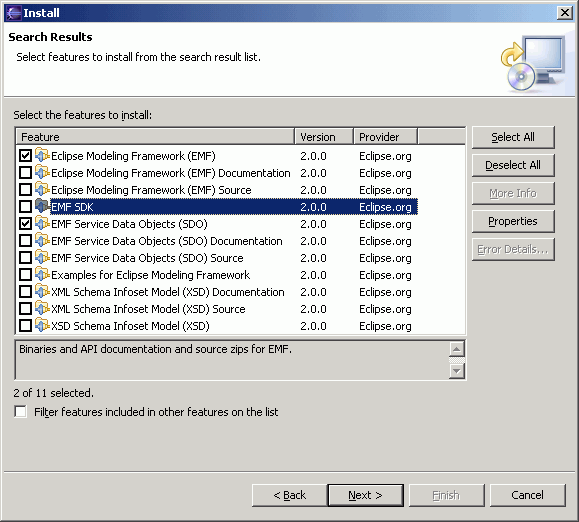 Install
Search Results
Select features to install from the search result list.
Select the features to install:
Feature Version Provider
Eclipse Modeling Framework (EMF) 2.0.0 Eclipse.org
Eclipse Modeling Framework (EMF) Documentation 2.0.0 Eclipse.org
Eclipse Modeling Framework (EMF) Source 2.0.0 Eclipse.org
EMF SDK 2.0.0 Eclipse.org
EMF Service Data Objects (SDO) 2.0.0 Eclipse.org
EMF Service Data Objects (SDO) Documentation 2.0.0 Eclipse.org
EMF Service Data Objects (SDO) Source 2.0.0 Eclipse.org
Examples for Eclipse Modeling Framework 2.0.0 Eclipse.org
XML Schema Infoset Model (XSD) Documentation 2.0.0 Eclipse.org
XML Schema Infoset Model (XSD) Source 2.0.0 Eclipse.org
XSD Schema Infoset Model (XSD) 2.0.0 Eclipse.org
Select All
Deselect All
More Info
Properties
Error Details...
Binaries and API documentation and source zips for EMF.
2 of 11 selected.
Filter features included in other features on the list
< Back Next > Finish Cancel